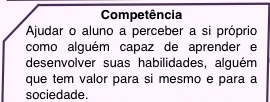 Competência
Ajudar o aluno a perceber a si próprio
como alguém capaz de aprender e
desenvolver suas habilidades, alguém
que tem valor para si mesmo e para a
sociedade.